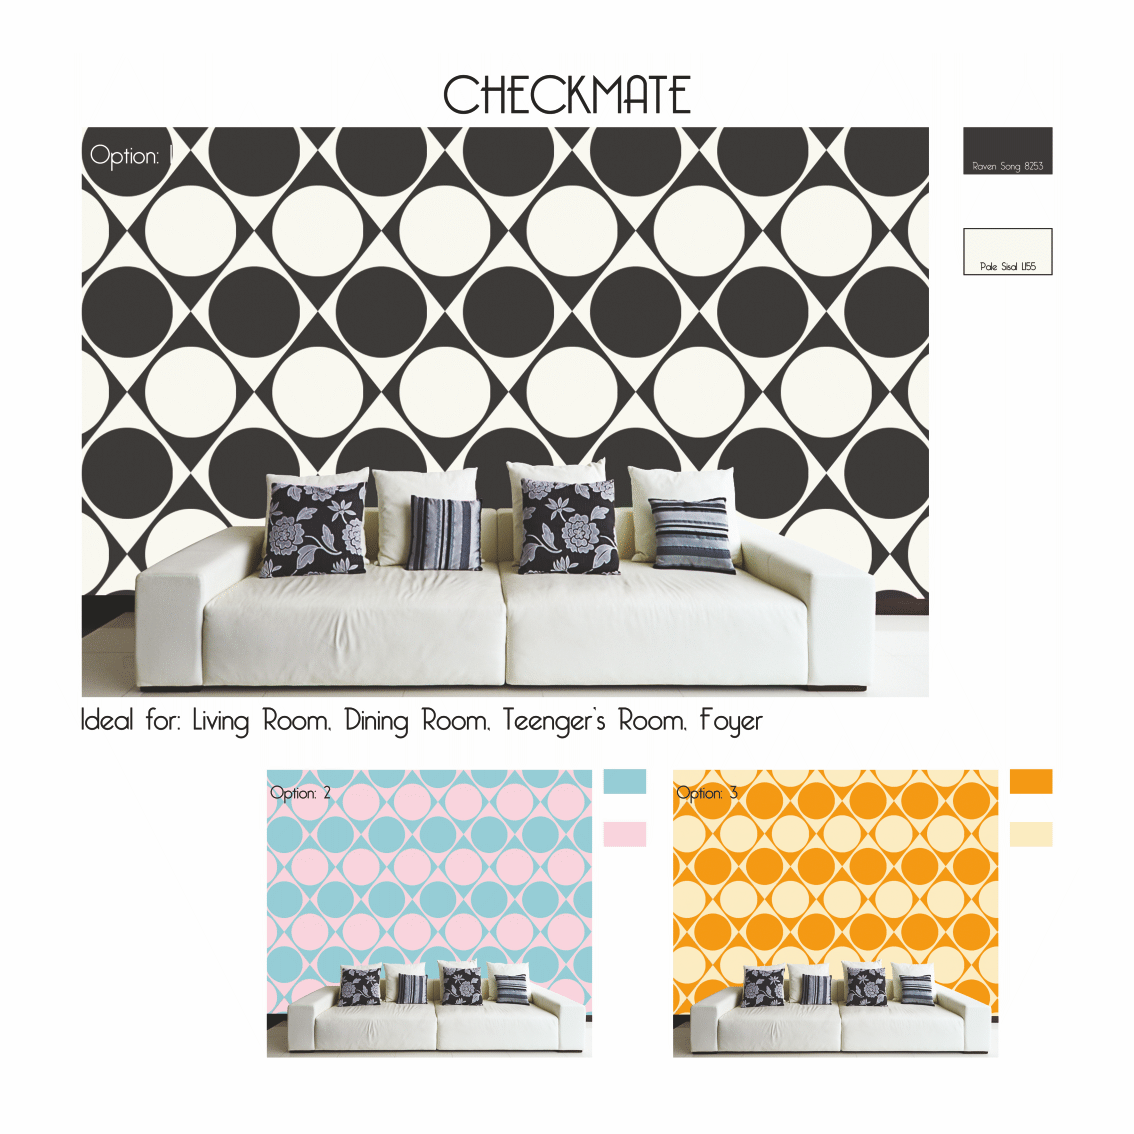 CHECKMATE
Option: 1
Raven Song 8253
Pale Sisal L155
Ideal for: Living Room, Dining Room, Teenger's Room, Foyer
Option: 2
Option: 3